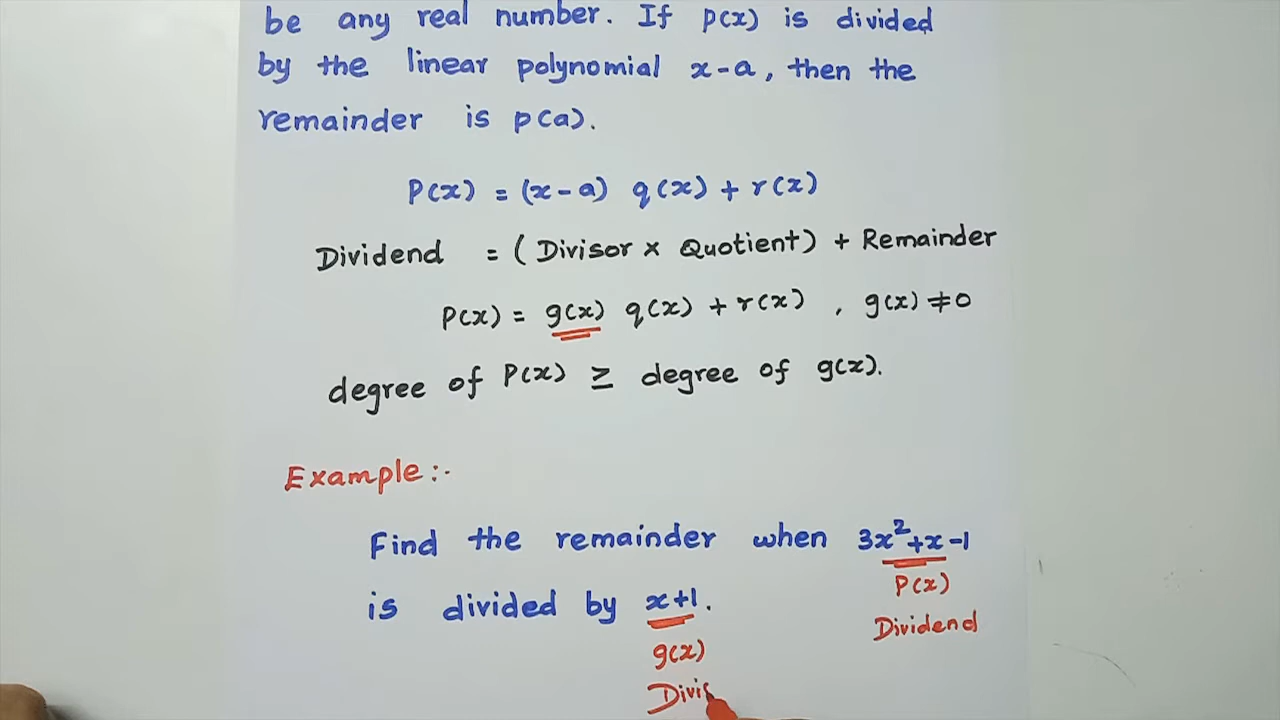 be any real number. If p(x) is divided
by the linear polynomial x-a, then the
remainder is p(a).
P(x) = (x-a) q(x) + r(x)
Dividend = (Divisor × Quotient) + Remainder
P(x) = g(x) q(x) + r(x) , g(x) ≠ 0
degree of P(x) ≥ degree of g(x).
Example:-
Find the remainder when 3x²+x-1
P(x)
is divided by x+1.
Dividend
g(x)
Divis